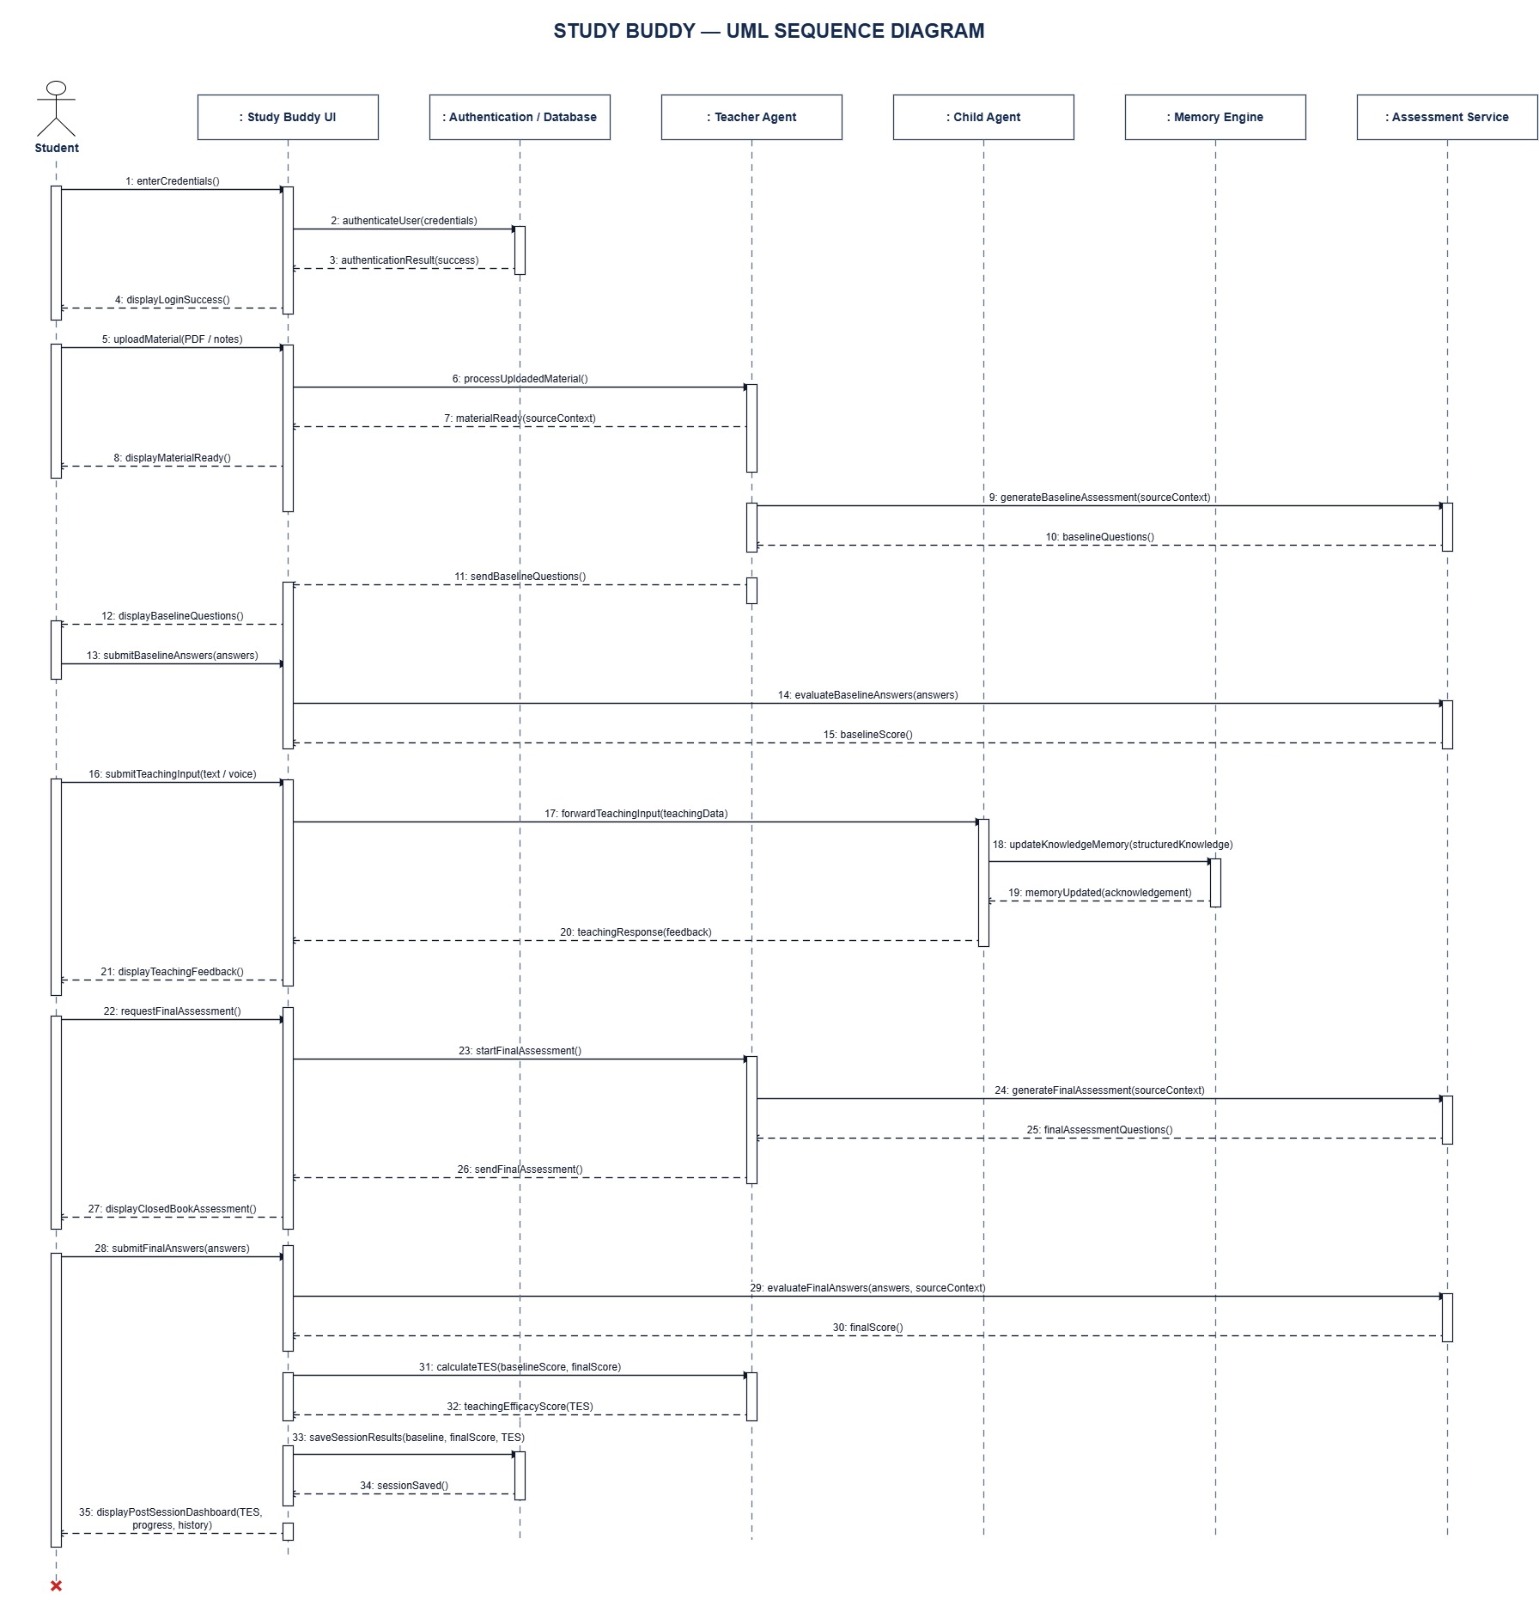 STUDY BUDDY — UML SEQUENCE DIAGRAM
Student
: Study Buddy UI
: Authentication / Database
: Teacher Agent
: Child Agent
: Memory Engine
: Assessment Service
1: enterCredentials()
2: authenticateUser(credentials)
3: authenticationResult(success)
4: displayLoginSuccess()
5: uploadMaterial(PDF / notes)
6: processUploadedMaterial()
7: materialReady(sourceContext)
8: displayMaterialReady()
9: generateBaselineAssessment(sourceContext)
10: baselineQuestions()
11: sendBaselineQuestions()
12: displayBaselineQuestions()
13: submitBaselineAnswers(answers)
14: evaluateBaselineAnswers(answers)
15: baselineScore()
16: submitTeachingInput(text / voice)
17: forwardTeachingInput(teachingData)
18: updateKnowledgeMemory(structuredKnowledge)
19: memoryUpdated(acknowledgement)
20: teachingResponse(feedback)
21: displayTeachingFeedback()
22: requestFinalAssessment()
23: startFinalAssessment()
24: generateFinalAssessment(sourceContext)
25: finalAssessmentQuestions()
26: sendFinalAssessment()
27: displayClosedBookAssessment()
28: submitFinalAnswers(answers)
29: evaluateFinalAnswers(answers, sourceContext)
30: finalScore()
31: calculateTES(baselineScore, finalScore)
32: teachingEfficacyScore(TES)
33: saveSessionResults(baseline, finalScore, TES)
34: sessionSaved()
35: displayPostSessionDashboard(TES,
progress, history)